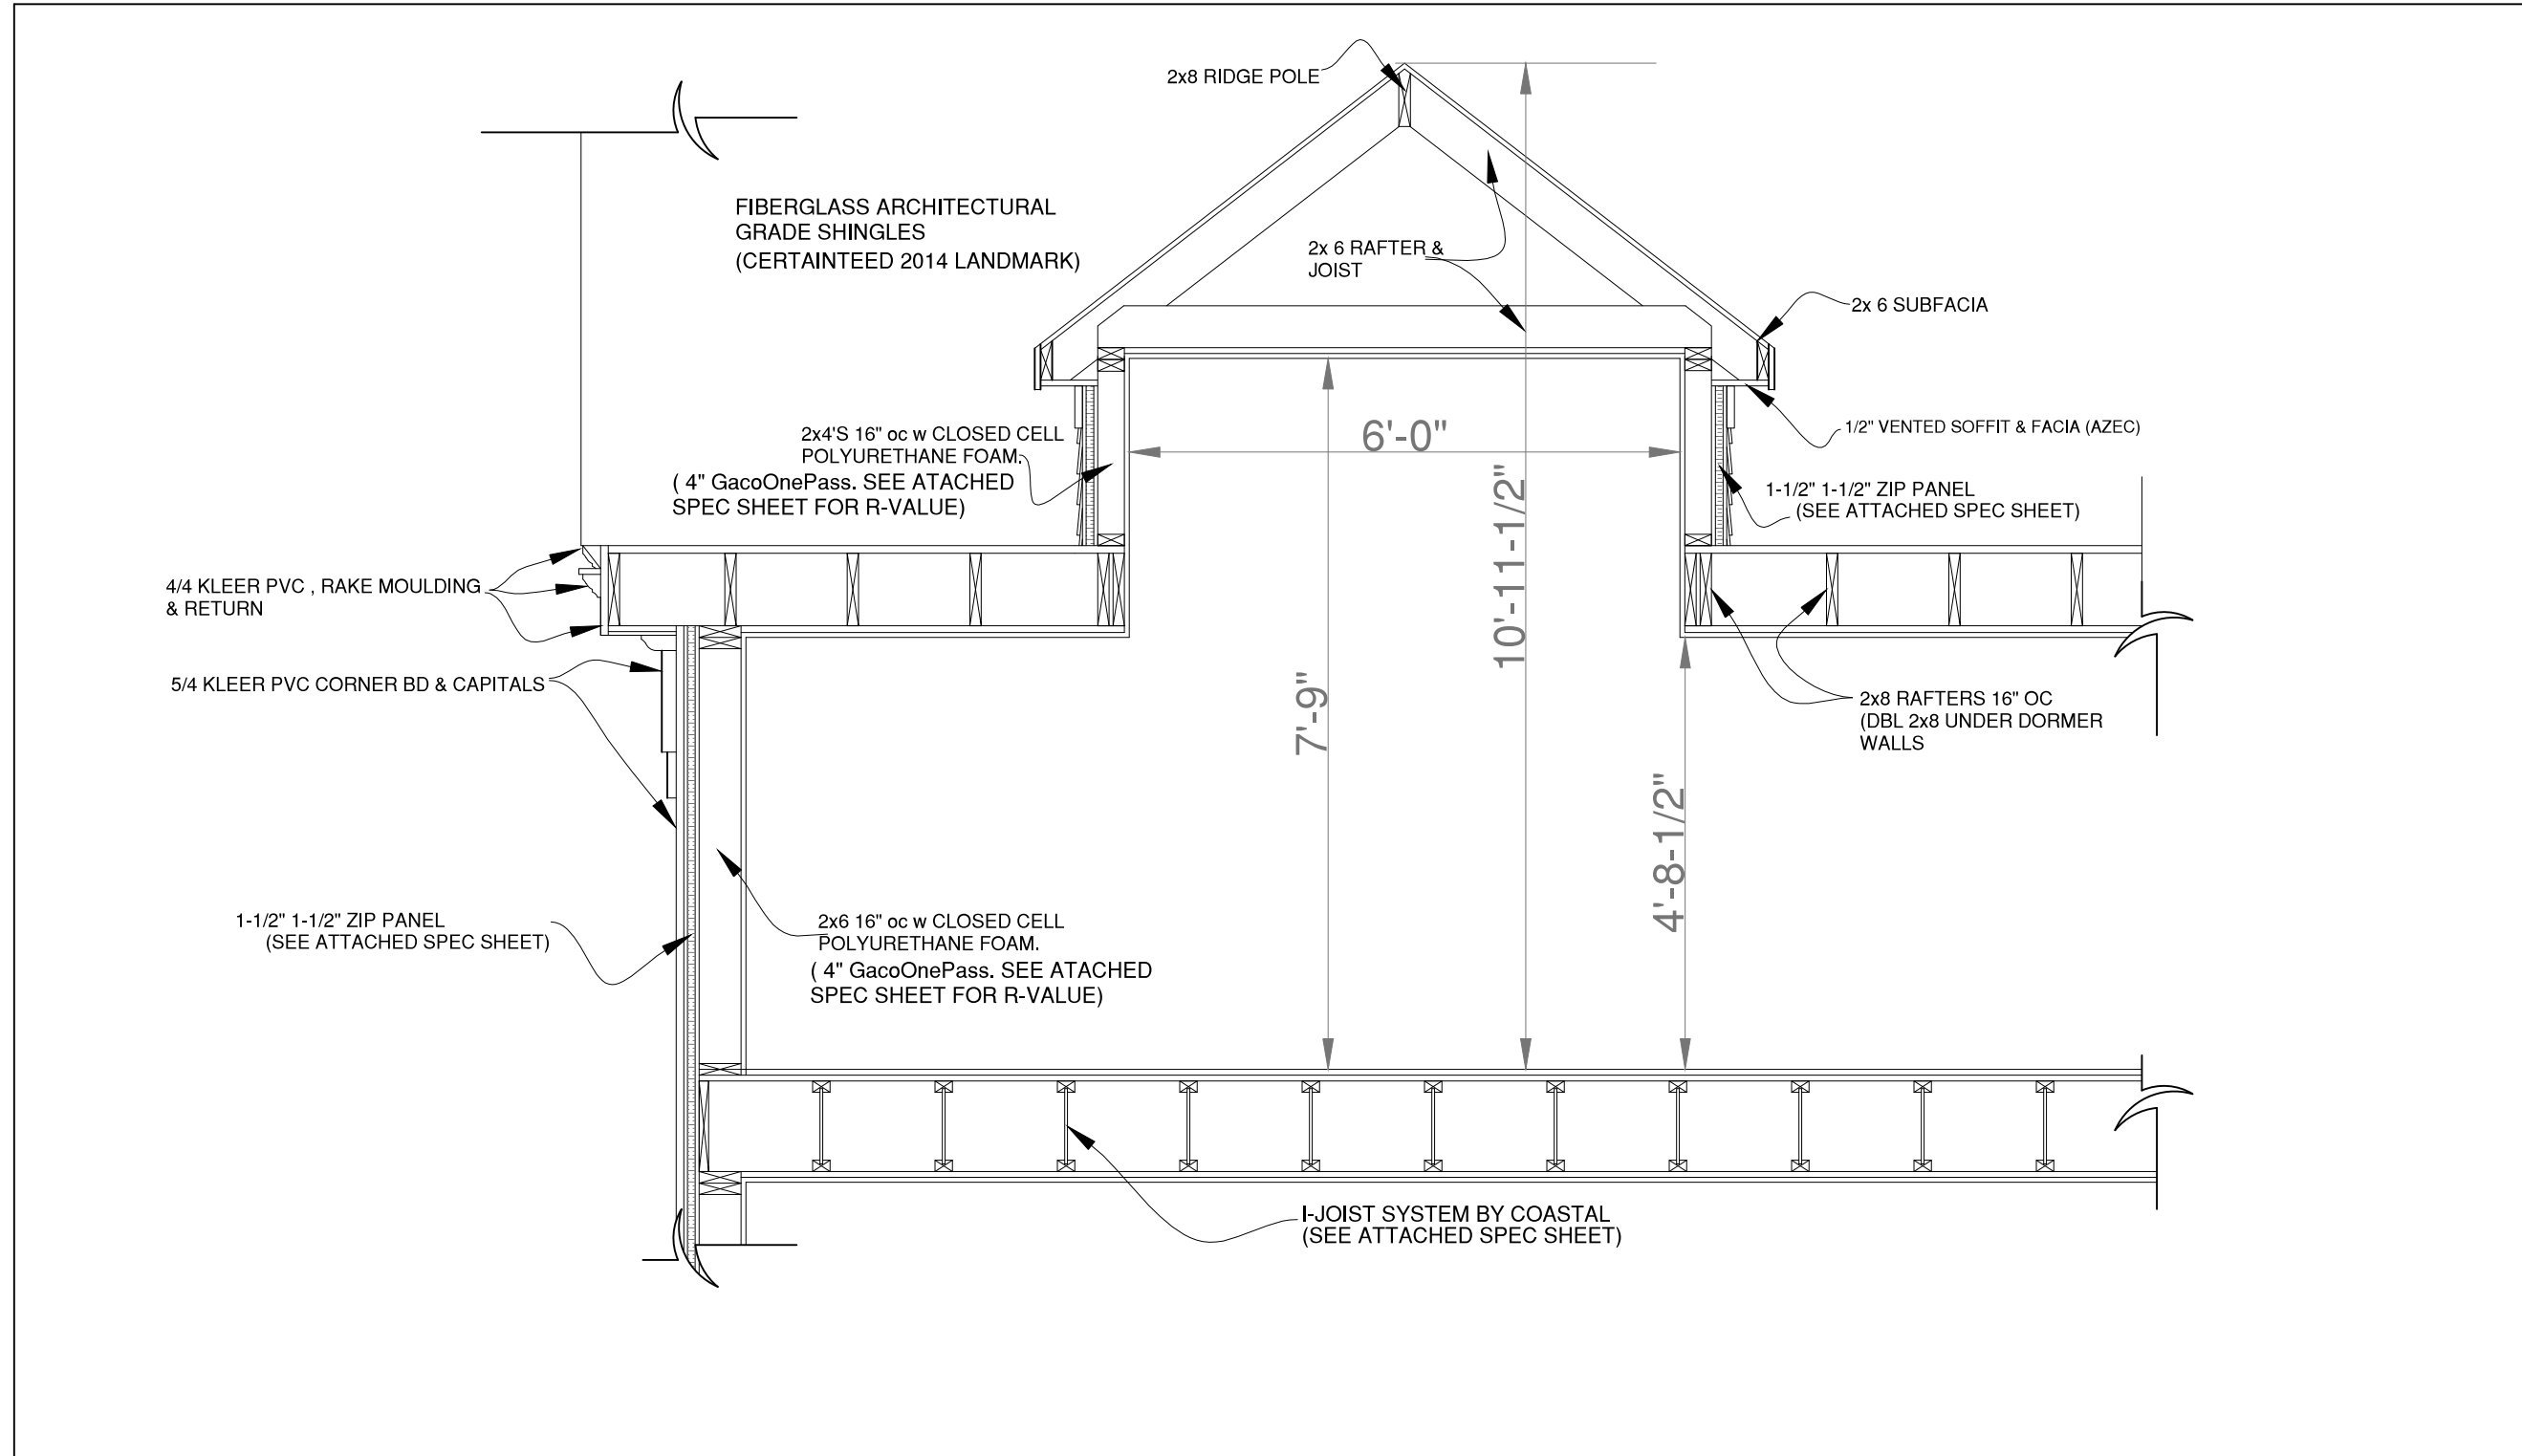 2x8 RIDGE POLE
FIBERGLASS ARCHITECTURAL
GRADE SHINGLES
(CERTAINTEED 2014 LANDMARK)
2x 6 RAFTER &
JOIST
2x 6 SUBFACIA
2x4'S 16" oc w CLOSED CELL
POLYURETHANE FOAM.
( 4" GacoOnePass. SEE ATACHED
SPEC SHEET FOR R-VALUE)
6'-0"
1/2" VENTED SOFFIT & FACIA (AZEC)
1-1/2" 1-1/2" ZIP PANEL
(SEE ATTACHED SPEC SHEET)
10'-11-1/2"
4/4 KLEER PVC , RAKE MOULDING
& RETURN
5/4 KLEER PVC CORNER BD & CAPITALS
7'-9"
2x8 RAFTERS 16" OC
(DBL 2x8 UNDER DORMER
WALLS
4'-8-1/2"
1-1/2" 1-1/2" ZIP PANEL
(SEE ATTACHED SPEC SHEET)
2x6 16" oc w CLOSED CELL
POLYURETHANE FOAM.
( 4" GacoOnePass. SEE ATACHED
SPEC SHEET FOR R-VALUE)
I-JOIST SYSTEM BY COASTAL
(SEE ATTACHED SPEC SHEET)